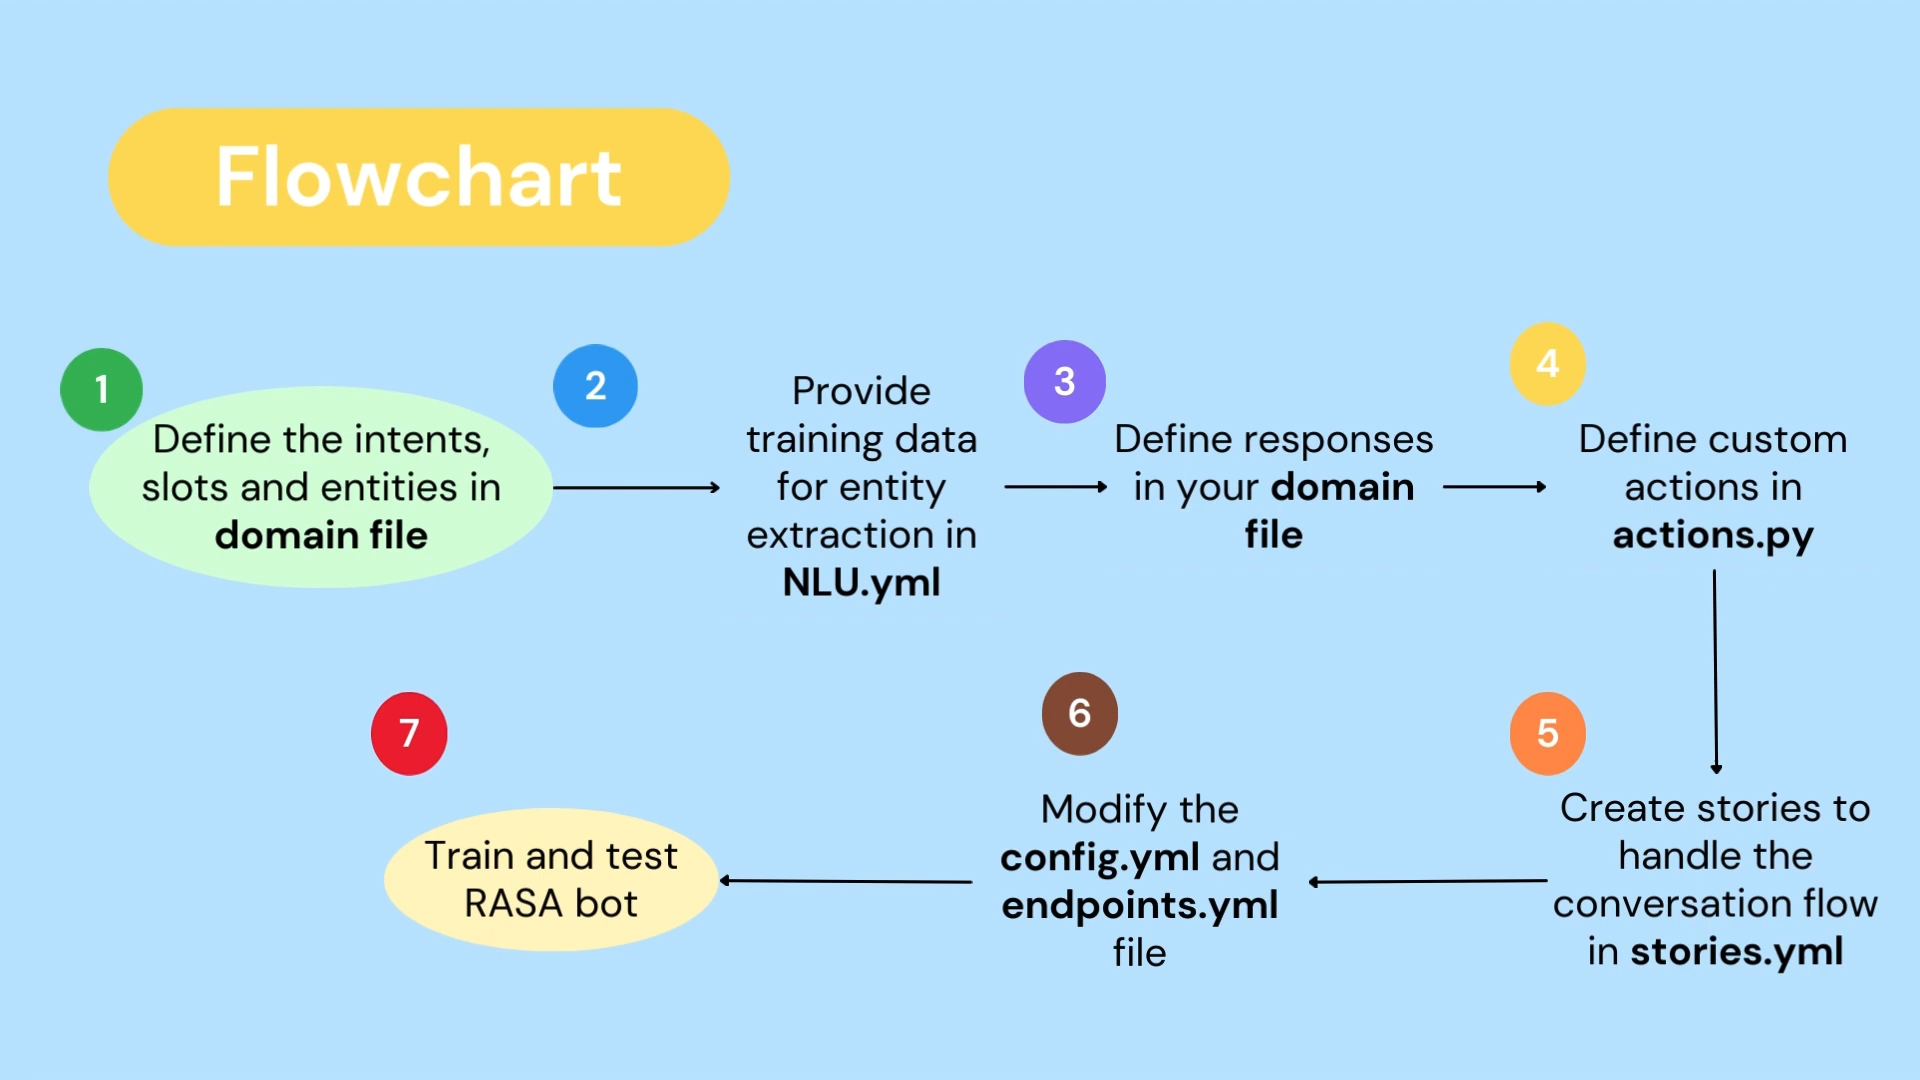 Flowchart
1
Define the intents,
slots and entities in
domain file
2
Provide
training data
for entity
extraction in
NLU.yml
3
Define responses
in your domain
file
4
Define custom
actions in
actions.py
5
Create stories to
handle the
conversation flow
in stories.yml
6
Modify the
config.yml and
endpoints.yml
file
7
Train and test
RASA bot